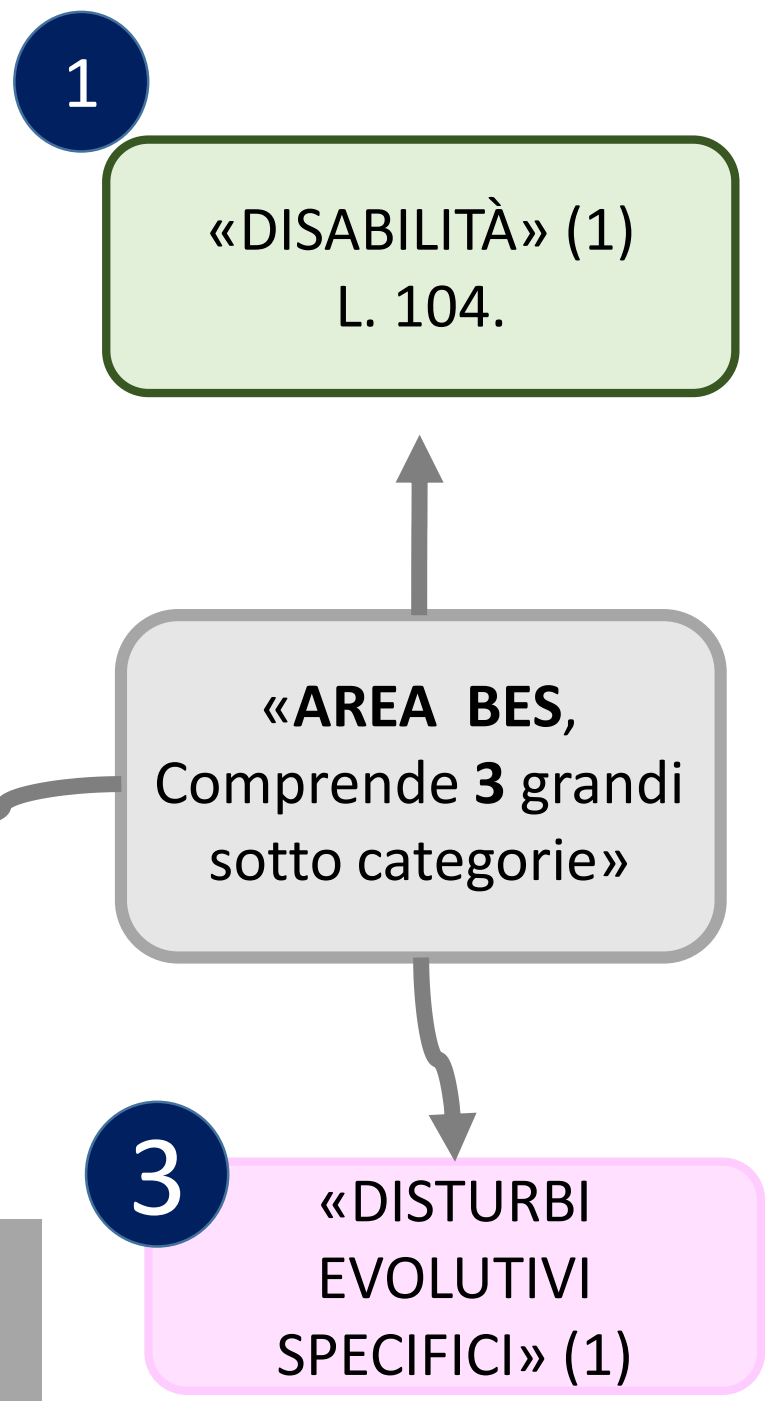 1
«DISABILITÀ» (1)
L. 104.
«AREA BES,
Comprende 3 grandi
sotto categorie»
3
«DISTURBI
EVOLUTIVI
SPECIFICI» (1)